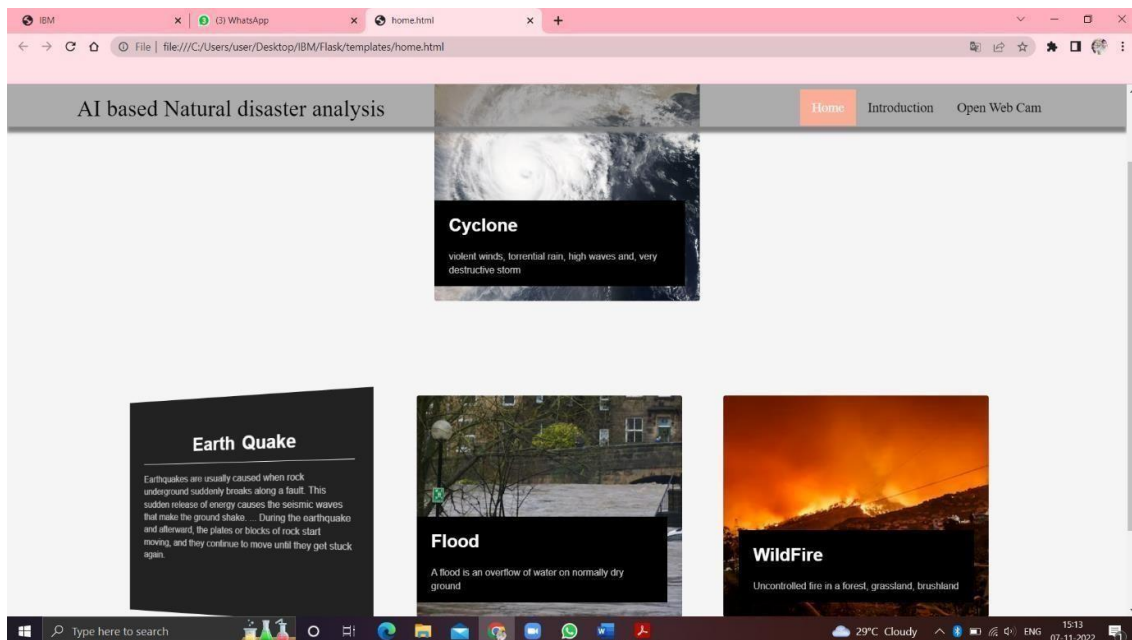 IBM
(3) WhatsApp
home.html
File | file:///C:/Users/user/Desktop/IBM/Flask/templates/home.html
AI based Natural disaster analysis
Home Introduction Open Web Cam
Cyclone
violent winds, torrential rain, high waves and, very
destructive storm
Earth Quake
Earthquakes are usually caused when rock
underground suddenly breaks along a fault. This
sudden release of energy causes the seismic waves
that make the ground shake. ... During the earthquake
and afterward, the plates or blocks of rock start
moving, and they continue to move until they get stuck
again.
Flood
A flood is an overflow of water on normally dry
ground
WildFire
Uncontrolled fire in a forest, grassland, brushland
Type here to search
29°C Cloudy
ENG
15:13
07-11-2022